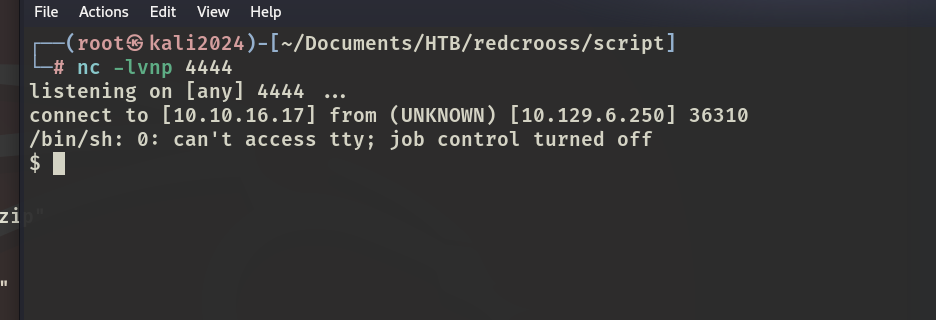 File Actions Edit View Help
┌──(root㉿kali2024)-[~/Documents/HTB/redcrooss/script]
└─# nc -lvnp 4444
listening on [any] 4444 ...
connect to [10.10.16.17] from (UNKNOWN) [10.129.6.250] 36310
/bin/sh: 0: can't access tty; job control turned off
$
zip"
"